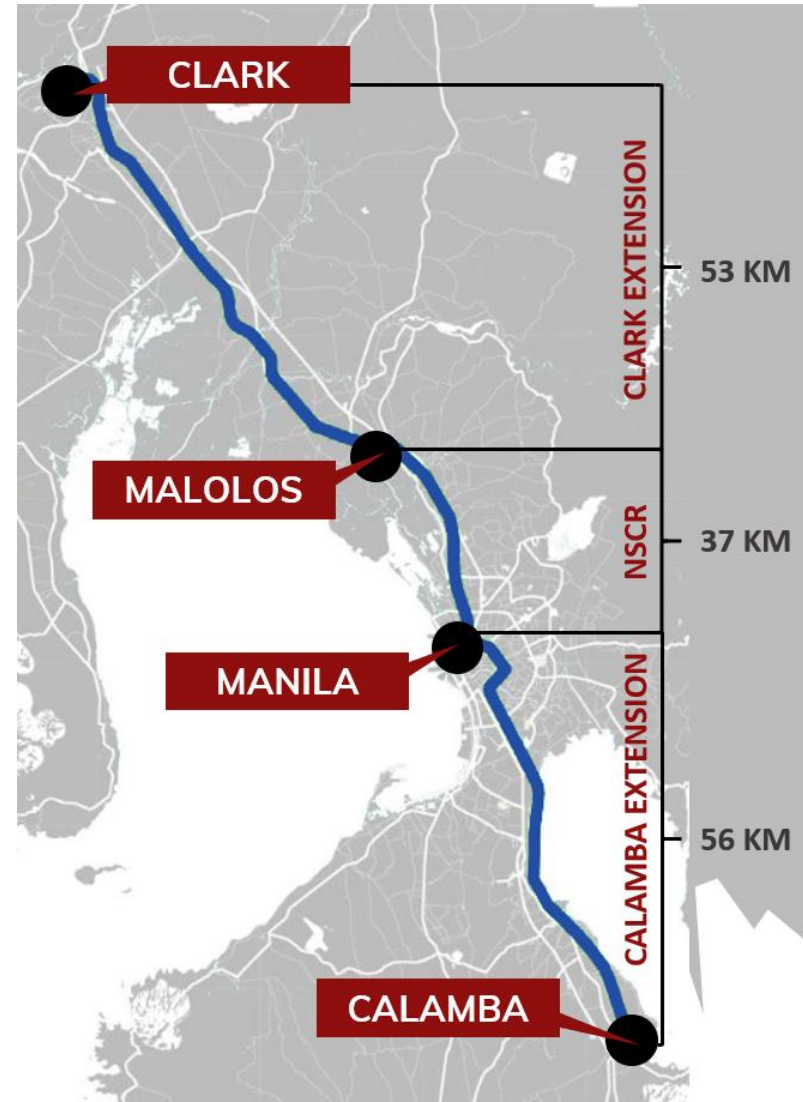 CLARK
CLARK EXTENSION
53 KM
MALOLOS
NSCR
37 KM
MANILA
CALAMBA EXTENSION
56 KM
CALAMBA